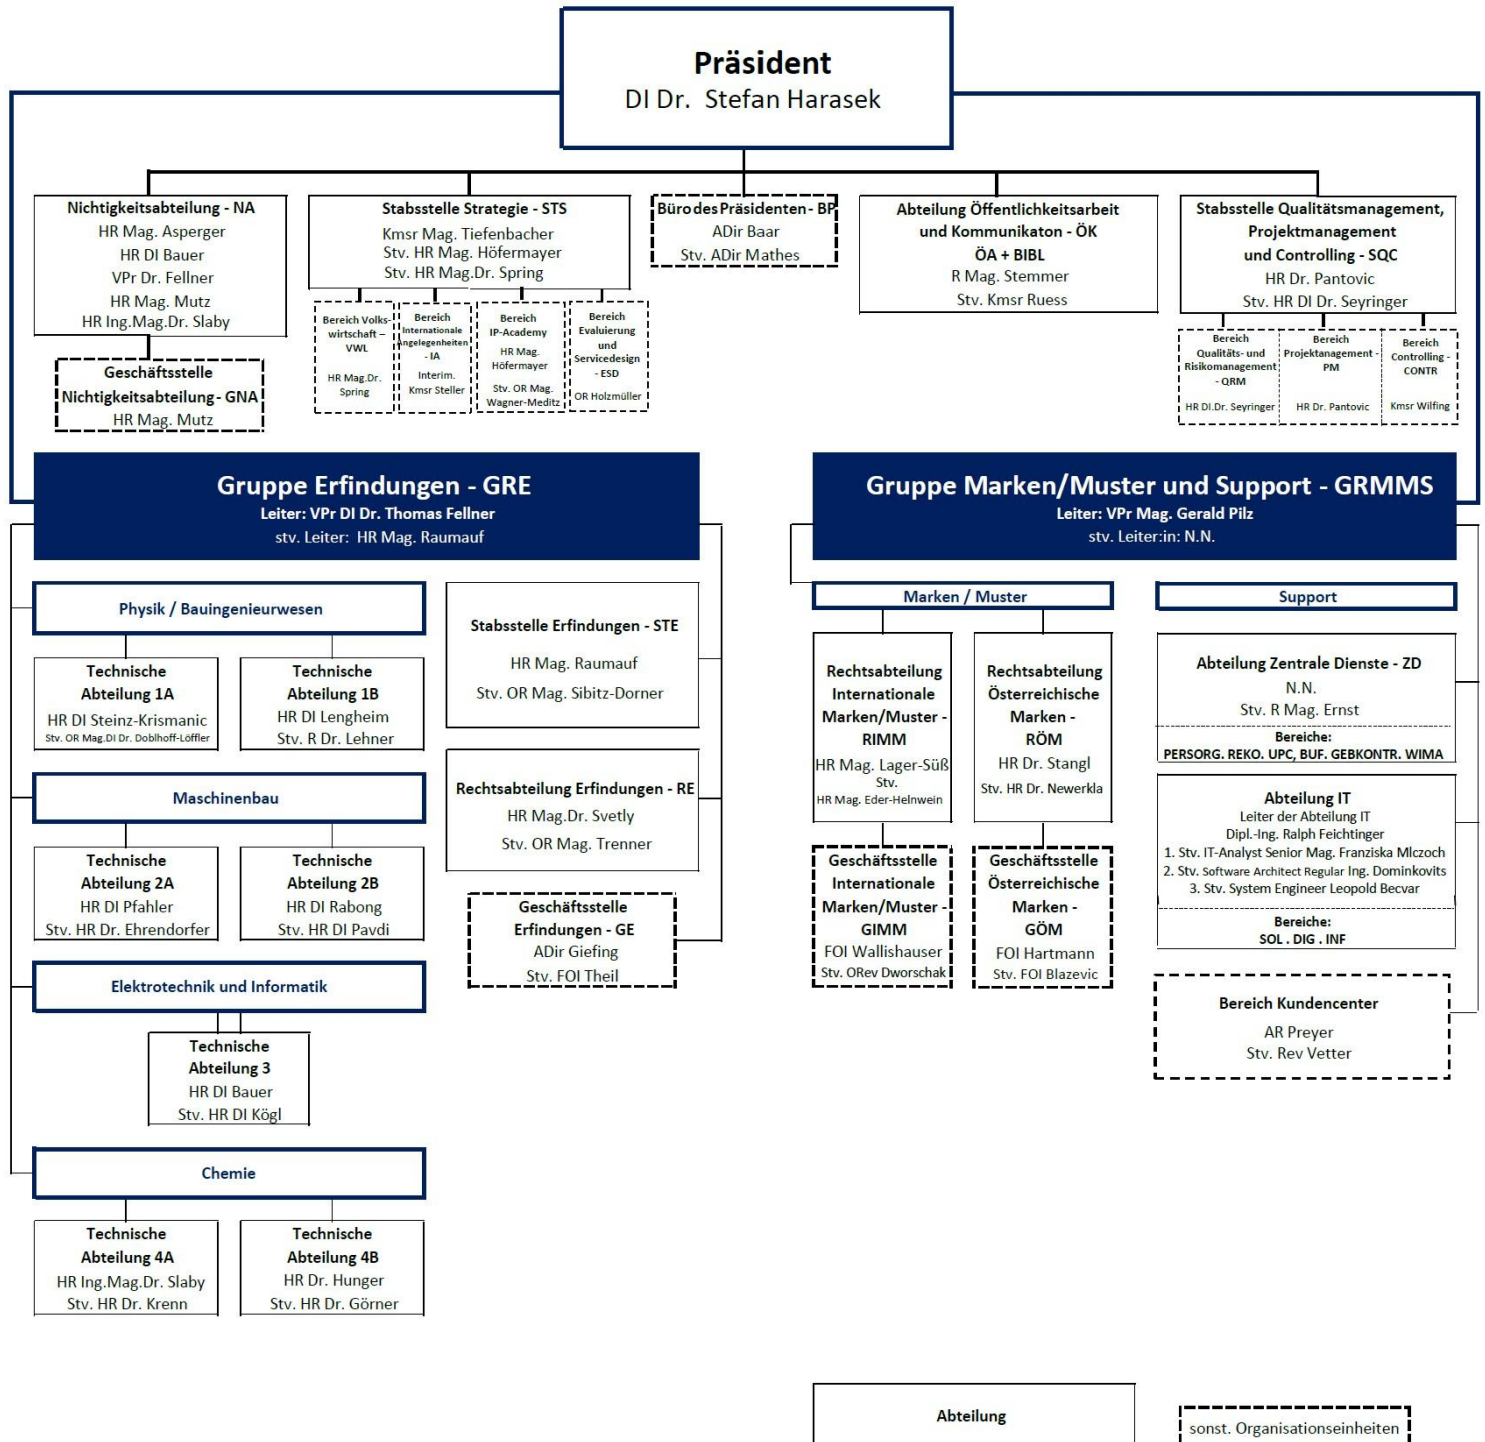 Präsident
DI Dr. Stefan Harasek
Nichtigkeitsabteilung - NA
HR Mag. Asperger
HR DI Bauer
VPr Dr. Fellner
HR Mag. Mutz
HR Ing.Mag.Dr. Slaby
Geschäftsstelle
Nichtigkeitsabteilung - GNA
HR Mag. Mutz
Stabsstelle Strategie - STS
Kmsr Mag. Tiefenbacher
Stv. HR Mag. Höfermayer
Stv. HR Mag.Dr. Spring
Bereich Volks-
wirtschaft –
VWL
HR Mag.Dr.
Spring
Bereich
Internationale
Angelegenheiten
- IA
Interim.
Kmsr Steller
Bereich
IP-Academy
HR Mag.
Höfermayer
Stv. OR Mag.
Wagner-Meditz
Bereich
Evaluierung
und
Servicedesign
- ESD
OR Holzmüller
Büro des Präsidenten - BP
ADir Baar
Stv. ADir Mathes
Abteilung Öffentlichkeitsarbeit
und Kommunikaton - ÖK
ÖA + BIBL
R Mag. Stemmer
Stv. Kmsr Ruess
Stabsstelle Qualitätsmanagement,
Projektmanagement
und Controlling - SQC
HR Dr. Pantovic
Stv. HR DI Dr. Seyringer
Bereich
Qualitäts- und
Risikomanagement
- QRM
HR DI.Dr. Seyringer
Bereich
Projektanagement -
PM
HR Dr. Pantovic
Bereich
Controlling -
CONTR
Kmsr Wilfing
Gruppe Erfindungen - GRE
Leiter: VPr DI Dr. Thomas Fellner
stv. Leiter: HR Mag. Raumauf
Physik / Bauingenieurwesen
Technische
Abteilung 1A
HR DI Steinz-Krismanic
Stv. OR Mag.DI Dr. Doblhoff-Löffler
Technische
Abteilung 1B
HR DI Lengheim
Stv. R Dr. Lehner
Maschinenbau
Technische
Abteilung 2A
HR DI Pfahler
Stv. HR Dr. Ehrendorfer
Technische
Abteilung 2B
HR DI Rabong
Stv. HR DI Pavdi
Elektrotechnik und Informatik
Technische
Abteilung 3
HR DI Bauer
Stv. HR DI Kögl
Chemie
Technische
Abteilung 4A
HR Ing.Mag.Dr. Slaby
Stv. HR Dr. Krenn
Technische
Abteilung 4B
HR Dr. Hunger
Stv. HR Dr. Görner
Stabsstelle Erfindungen - STE
HR Mag. Raumauf
Stv. OR Mag. Sibitz-Dorner
Rechtsabteilung Erfindungen - RE
HR Mag.Dr. Svetly
Stv. OR Mag. Trenner
Geschäftsstelle
Erfindungen - GE
ADir Giefing
Stv. FOI Theil
Gruppe Marken/Muster und Support - GRMMS
Leiter: VPr Mag. Gerald Pilz
stv. Leiter:in: N.N.
Marken / Muster
Rechtsabteilung
Internationale
Marken/Muster -
RIMM
HR Mag. Lager-Süß
Stv.
HR Mag. Eder-Helnwein
Rechtsabteilung
Österreichische
Marken -
RÖM
HR Dr. Stangl
Stv. HR Dr. Newerkla
Geschäftsstelle
Internationale
Marken/Muster -
GIMM
FOI Wallishauser
Stv. ORev Dworschak
Geschäftsstelle
Österreichische
Marken -
GÖM
FOI Hartmann
Stv. FOI Blazevic
Support
Abteilung Zentrale Dienste - ZD
N.N.
Stv. R Mag. Ernst
Bereiche:
PERSORG. REKO. UPC, BUF. GEBKONTR. WIMA
Abteilung IT
Leiter der Abteilung IT
Dipl.-Ing. Ralph Feichtinger
1. Stv. IT-Analyst Senior Mag. Franziska Mlczoch
2. Stv. Software Architect Regular Ing. Dominkovits
3. Stv. System Engineer Leopold Becvar
Bereiche:
SOL . DIG . INF
Bereich Kundencenter
AR Preyer
Stv. Rev Vetter
Abteilung
sonst. Organisationseinheiten